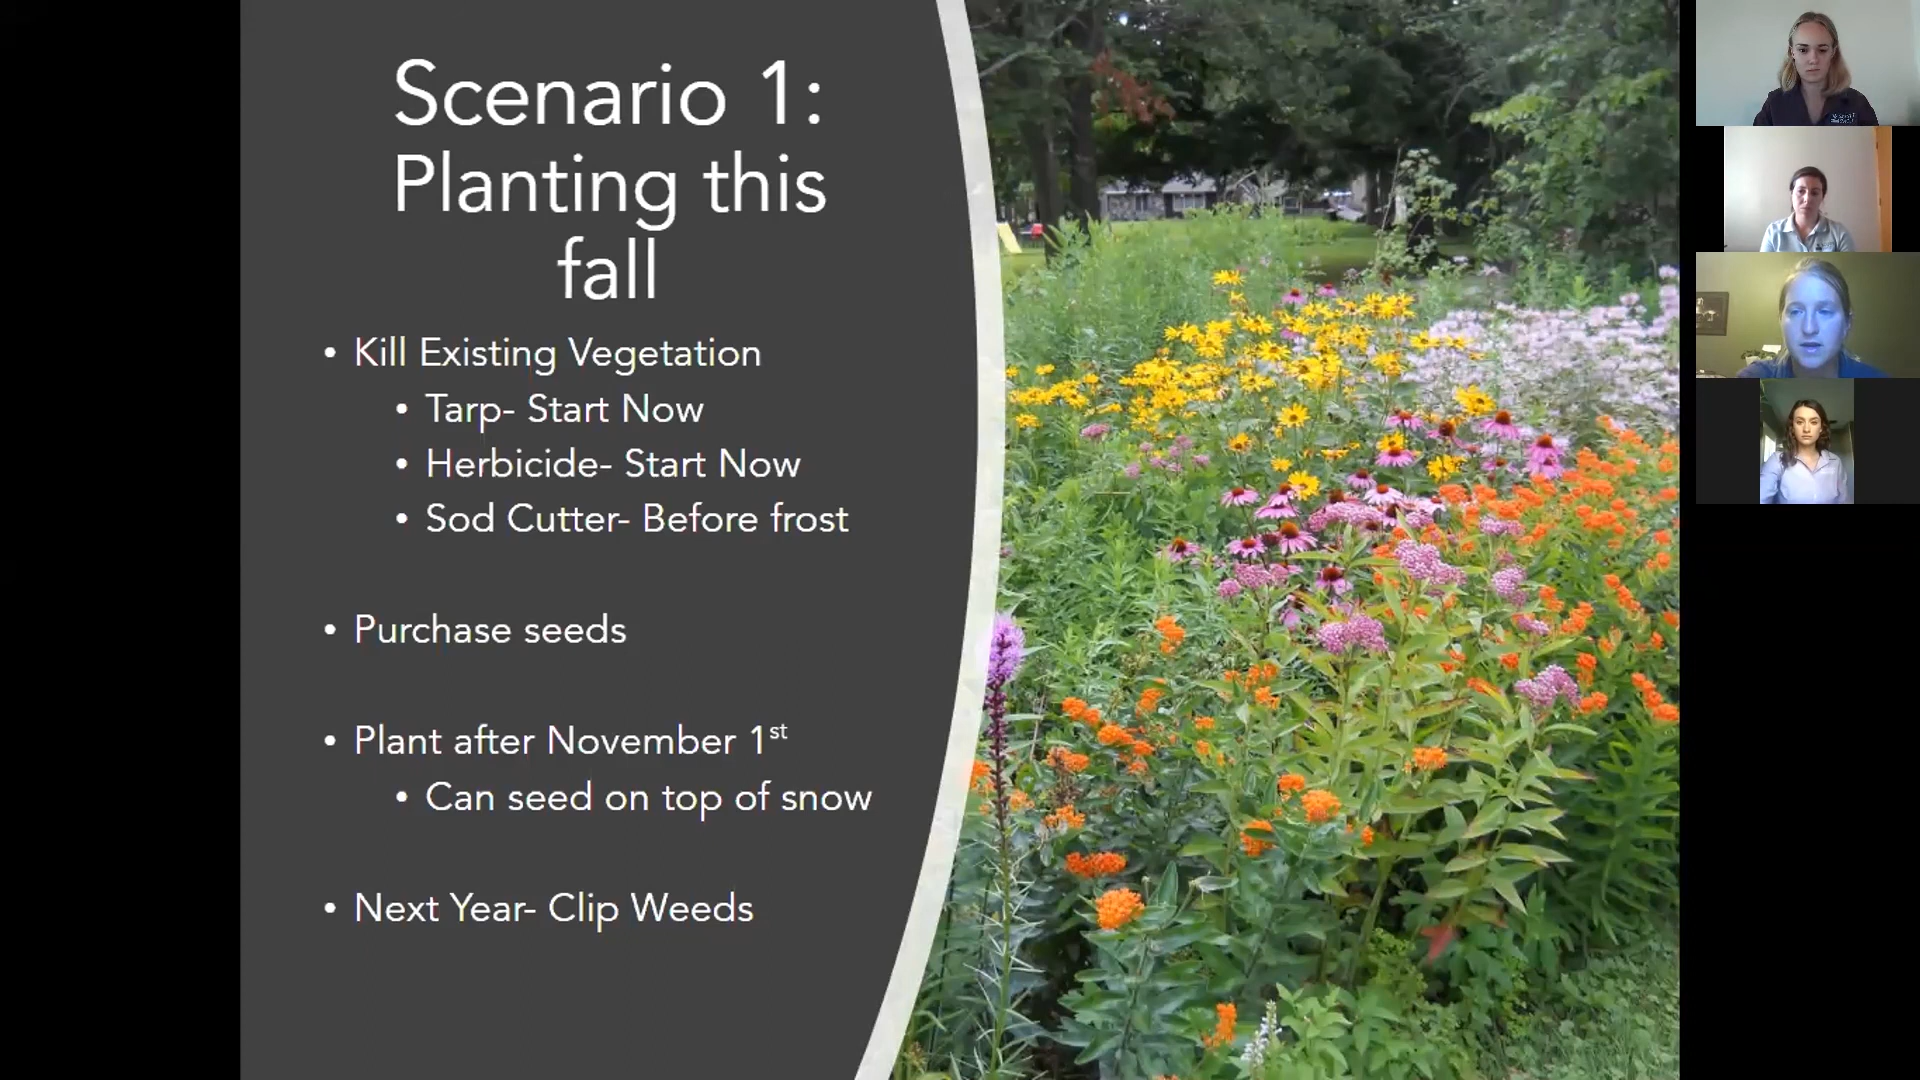 Scenario 1:
Planting this
fall
• Kill Existing Vegetation
• Tarp- Start Now
• Herbicide- Start Now
• Sod Cutter- Before frost
• Purchase seeds
• Plant after November 1st
• Can seed on top of snow
• Next Year- Clip Weeds